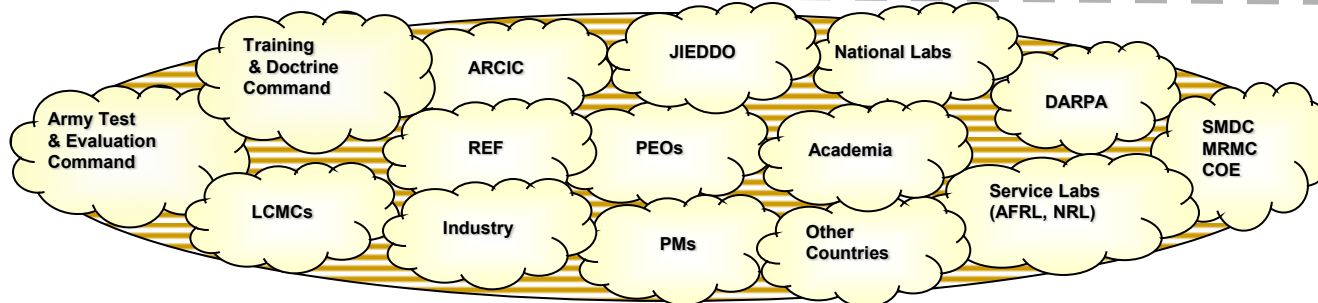 Training
& Doctrine
Command
ARCIC
JIEDDO
National Labs
DARPA
Army Test
& Evaluation
Command
REF
PEOs
Academia
SMDC
MRMC
COE
LCMCs
Industry
PMs
Other
Countries
Service Labs
(AFRL, NRL)